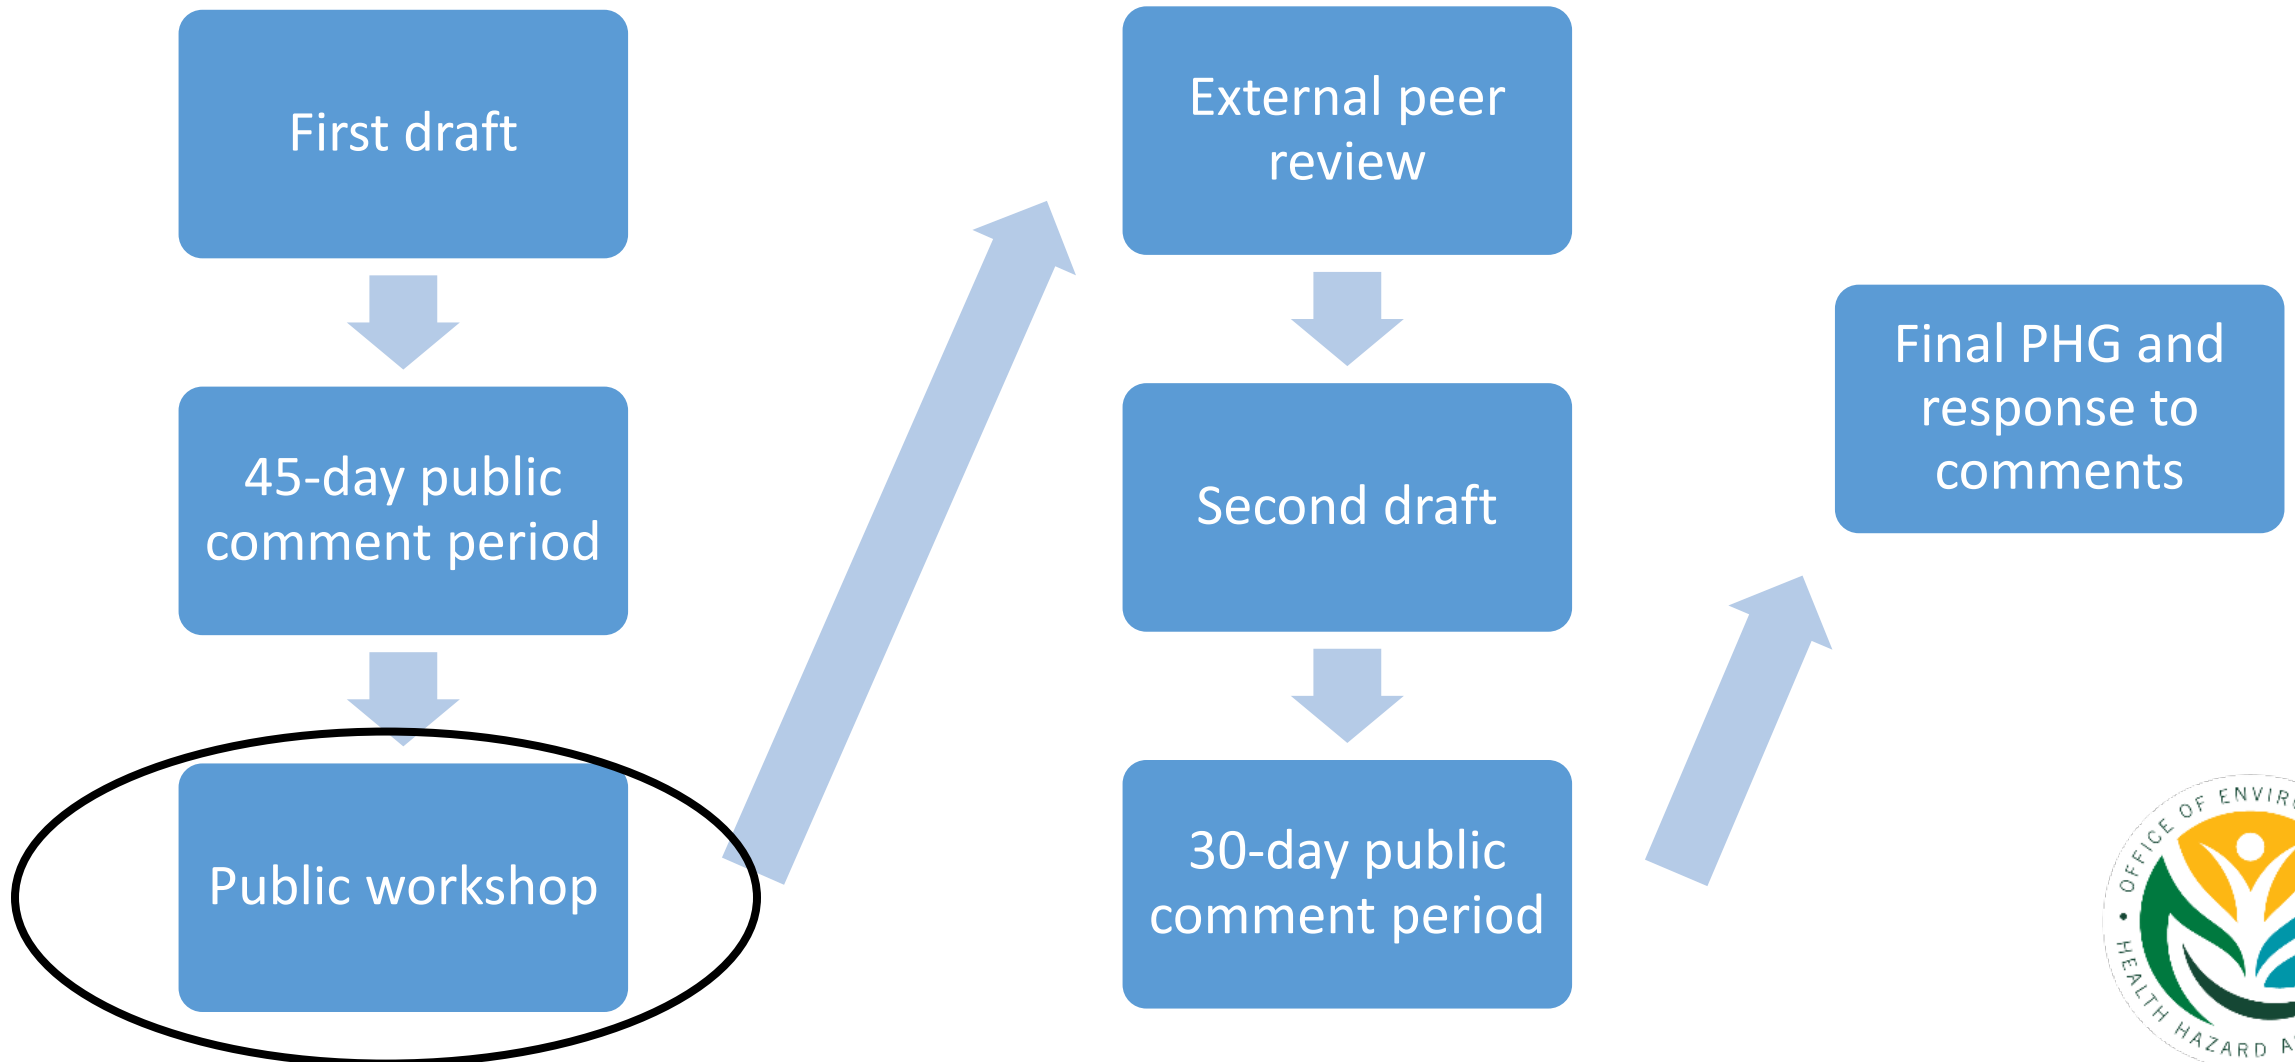 First draft
45-day public
comment period
Public workshop
External peer
review
Second draft
30-day public
comment period
Final PHG and
response to
comments
OFFICE OF
HEALTH HAZARD